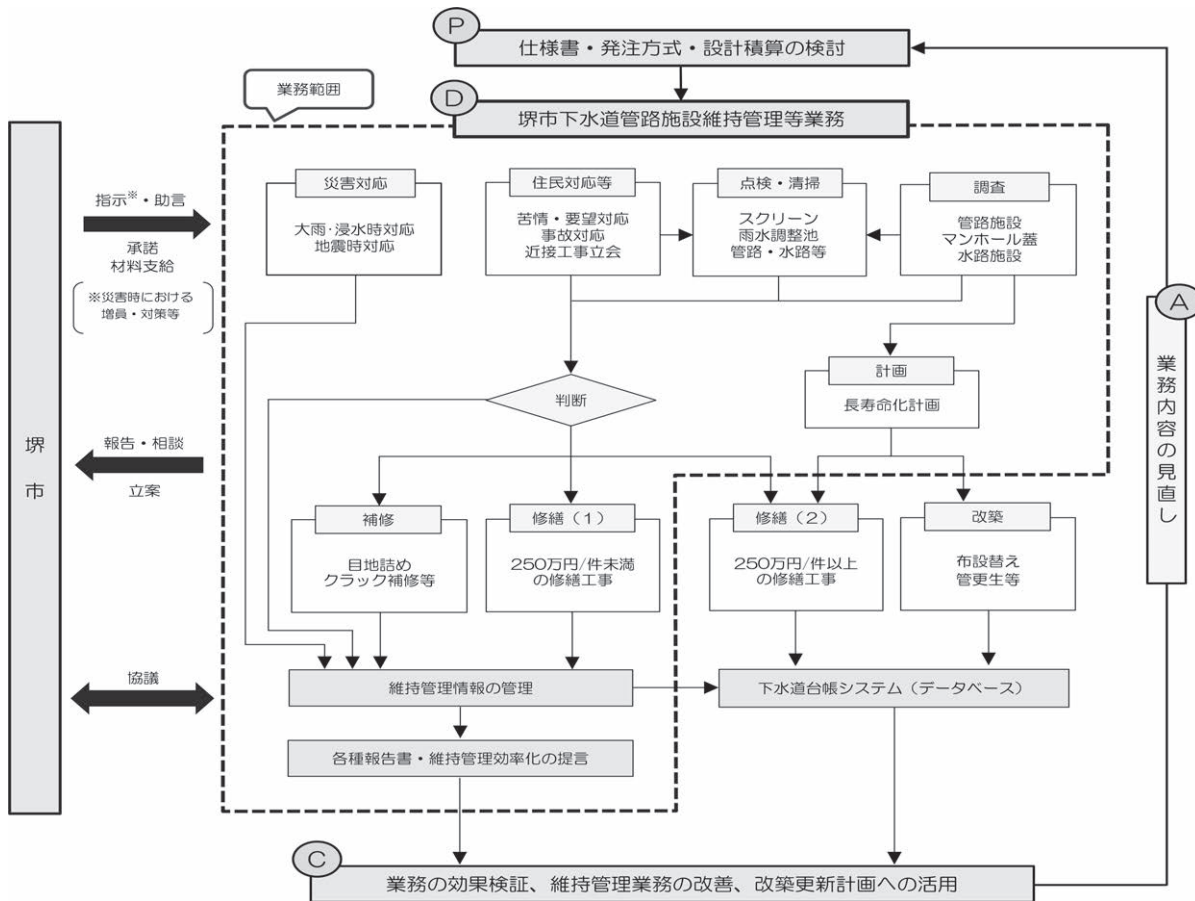 P
仕様書・発注方式・設計積算の検討
業務範囲
D
堺市下水道管路施設維持管理等業務
災害対応
大雨・浸水時対応
地震時対応
住民対応等
苦情・要望対応
事故対応
近接工事立会
点検・清掃
スクリーン
雨水調整池
管路・水路等
調査
管路施設
マンホール蓋
水路施設
指示※・助言
承諾
材料支給
※災害時における
増員・対策等
堺市
報告・相談
立案
協議
計画
長寿命化計画
判断
補修
目地詰め
クラック補修等
修繕（1）
250万円/件未満
の修繕工事
修繕（2）
250万円/件以上
の修繕工事
改築
布設替え
管更生等
維持管理情報の管理
下水道台帳システム（データベース）
各種報告書・維持管理効率化の提言
A
業務内容の見直し
C
業務の効果検証、維持管理業務の改善、改築更新計画への活用